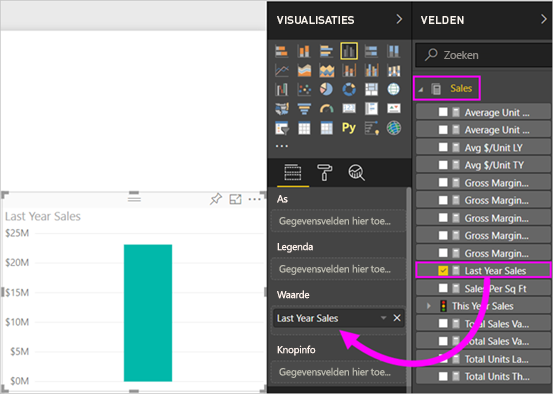 VISUALISATIES
VELDEN
Zoeken
Py
Sales
Average Unit ...
Average Unit ...
Avg $/Unit LY
Avg $/Unit TY
Gross Margin...
Gross Margin...
Gross Margin...
Gross Margin...
Gross Margin...
Last Year Sales
Sales Per Sq Ft
This Year Sales
Total Sales Va...
Total Sales Va...
Total Units La...
Total Units Th...
As
Gegevensvelden hier toe...
Legenda
Gegevensvelden hier toe...
Waarde
Last Year Sales
Knopinfo
Gegevensvelden hier toe...
Last Year Sales
$25M
$20M
$15M
$10M
$5M
$0M